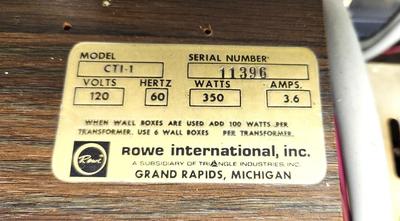 MODEL SERIAL NUMBER
CTI-1 11396
VOLTS HERTZ WATTS AMPS.
120 60 350 3.6
WHEN WALL BOXES ARE USED ADD 100 WATTS PER
TRANSFORMER. USE 6 WALL BOXES PER TRANSFORMER.
Rowe rowe international, inc.
A SUBSIDIARY OF TRIANGLE INDUSTRIES, INC.
GRAND RAPIDS, MICHIGAN